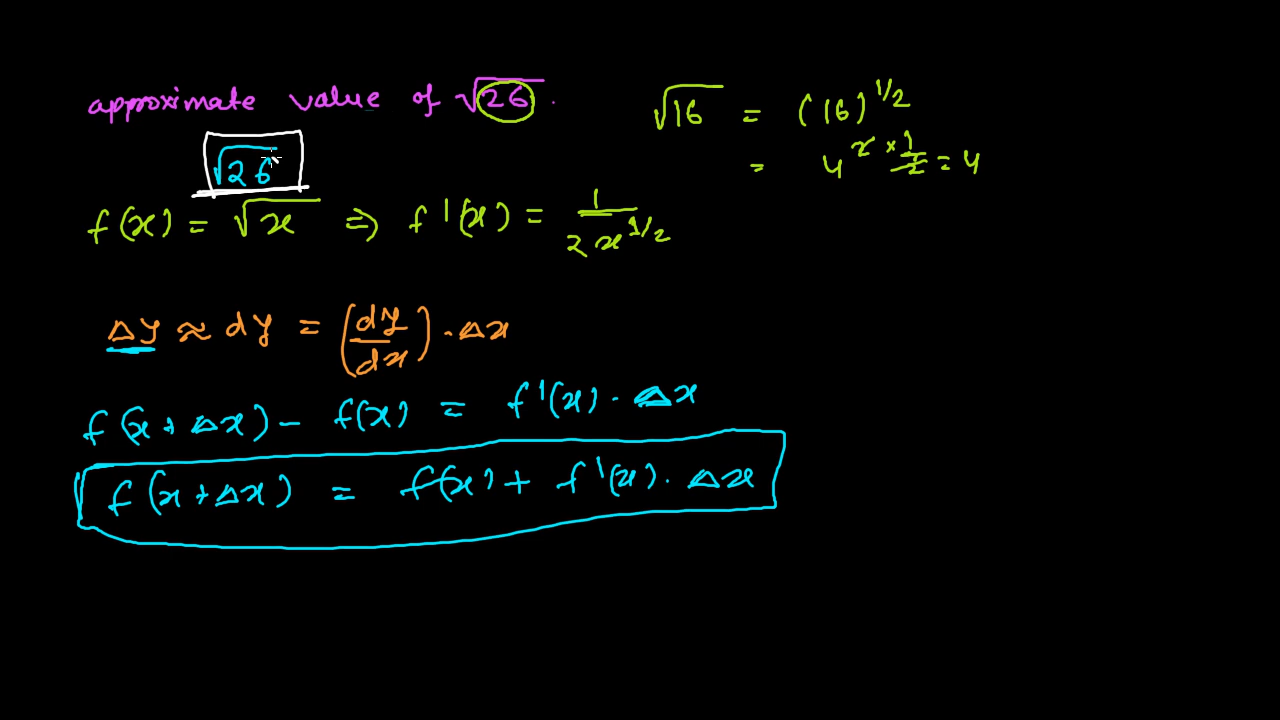 approximate value of √26.
√16 = (16)^1/2
= 4^2 × 1/2 = 4
√26
f(x) = √x ⇒ f'(x) = 1/2x^1/2
Δy ≈ dy = (dy/dx) · Δx
f(x + Δx) - f(x) = f'(x) · Δx
f(x + Δx) = f(x) + f'(x) · Δx